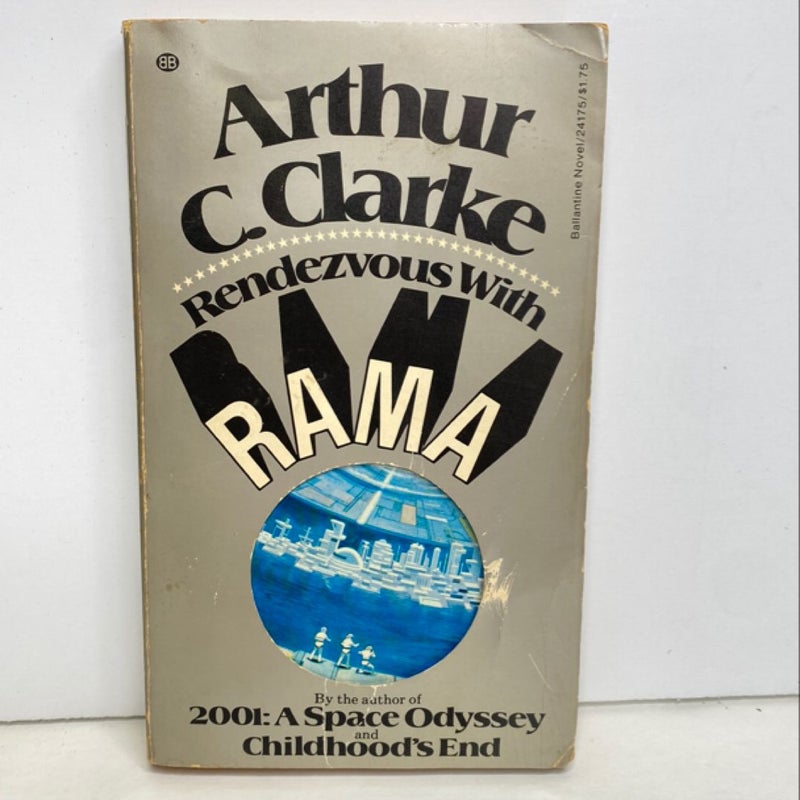 BB
Arthur
C. Clarke
Rendezvous With
RAMA
By the author of
2001: A Space Odyssey
and
Childhood's End
Ballantine Novel/24175/$1.75